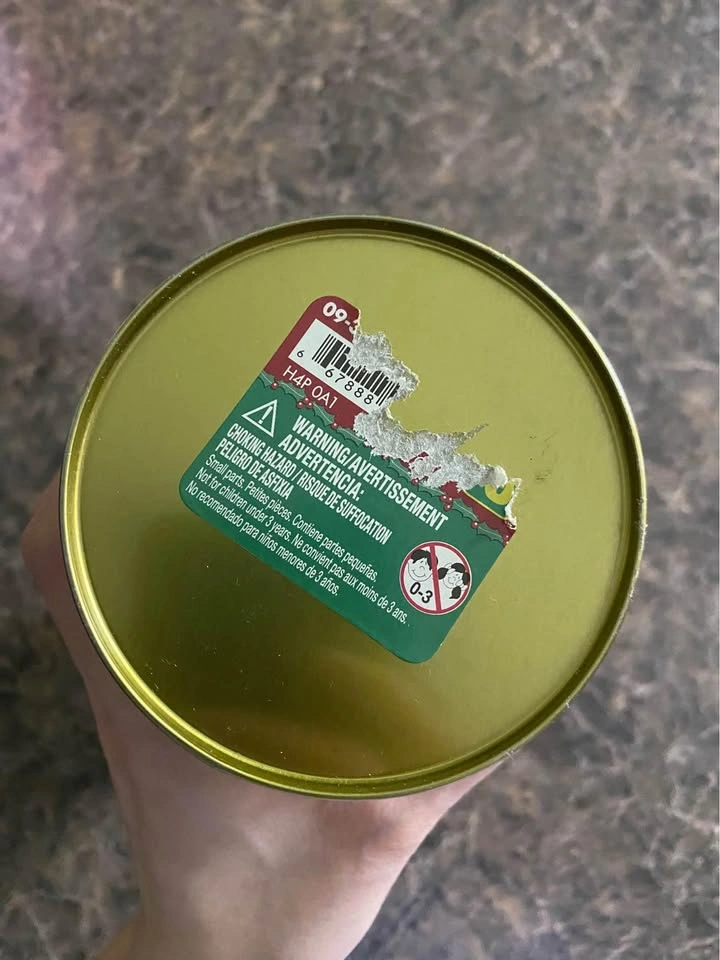 09-
6 67888
H4P 0A1
WARNING/AVERTISSEMENT
ADVERTENCIA:
CHOKING HAZARD / RISQUE DE SUFFOCATION
PELIGRO DE ASFIXIA
Small parts. Petites pièces. Contiene partes pequeñas.
Not for children under 3 years. Ne convient pas aux moins de 3 ans.
No recomendado para niños menores de 3 años.
0-3